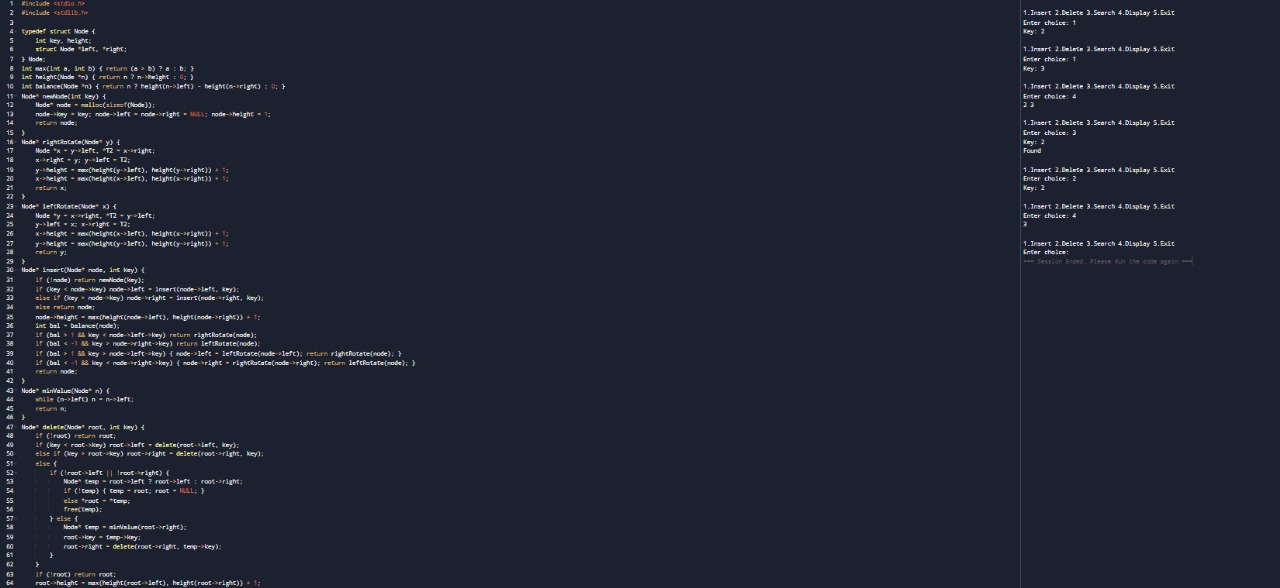 1 #include <stdio.h>
2 #include <stdlib.h>
3
4 typedef struct Node {
5 int key, height;
6 struct Node *left, *right;
7 } Node;
8 int max(int a, int b) { return (a > b) ? a : b; }
9 int height(Node *n) { return n ? n->height : 0; }
10 int balance(Node *n) { return n ? height(n->left) - height(n->right) : 0; }
11 Node* newNode(int key) {
12 Node* node = malloc(sizeof(Node));
13 node->key = key; node->left = node->right = NULL; node->height = 1;
14 return node;
15 }
16 Node* rightRotate(Node* y) {
17 Node *x = y->left, *T2 = x->right;
18 x->right = y; y->left = T2;
19 y->height = max(height(y->left), height(y->right)) + 1;
20 x->height = max(height(x->left), height(x->right)) + 1;
21 return x;
22 }
23 Node* leftRotate(Node* x) {
24 Node *y = x->right, *T2 = y->left;
25 y->left = x; x->right = T2;
26 x->height = max(height(x->left), height(x->right)) + 1;
27 y->height = max(height(y->left), height(y->right)) + 1;
28 return y;
29 }
30 Node* insert(Node* node, int key) {
31 if (!node) return newNode(key);
32 if (key < node->key) node->left = insert(node->left, key);
33 else if (key > node->key) node->right = insert(node->right, key);
34 else return node;
35 node->height = max(height(node->left), height(node->right)) + 1;
36 int bal = balance(node);
37 if (bal > 1 && key < node->left->key) return rightRotate(node);
38 if (bal < -1 && key > node->right->key) return leftRotate(node);
39 if (bal > 1 && key > node->left->key) { node->left = leftRotate(node->left); return rightRotate(node); }
40 if (bal < -1 && key < node->right->key) { node->right = rightRotate(node->right); return leftRotate(node); }
41 return node;
42 }
43 Node* minValue(Node* n) {
44 while (n->left) n = n->left;
45 return n;
46 }
47 Node* delete(Node* root, int key) {
48 if (!root) return root;
49 if (key < root->key) root->left = delete(root->left, key);
50 else if (key > root->key) root->right = delete(root->right, key);
51 else {
52 if (!root->left || !root->right) {
53 Node* temp = root->left ? root->left : root->right;
54 if (!temp) { temp = root; root = NULL; }
55 else *root = *temp;
56 free(temp);
57 } else {
58 Node* temp = minValue(root->right);
59 root->key = temp->key;
60 root->right = delete(root->right, temp->key);
61 }
62 }
63 if (!root) return root;
64 root->height = max(height(root->left), height(root->right)) + 1;
1.Insert 2.Delete 3.Search 4.Display 5.Exit
Enter choice: 1
Key: 2
1.Insert 2.Delete 3.Search 4.Display 5.Exit
Enter choice: 1
Key: 3
1.Insert 2.Delete 3.Search 4.Display 5.Exit
Enter choice: 4
2 3
1.Insert 2.Delete 3.Search 4.Display 5.Exit
Enter choice: 3
Key: 2
Found
1.Insert 2.Delete 3.Search 4.Display 5.Exit
Enter choice: 2
Key: 2
1.Insert 2.Delete 3.Search 4.Display 5.Exit
Enter choice: 4
3
1.Insert 2.Delete 3.Search 4.Display 5.Exit
Enter choice:
=== Session Ended. Please Run the code again ===